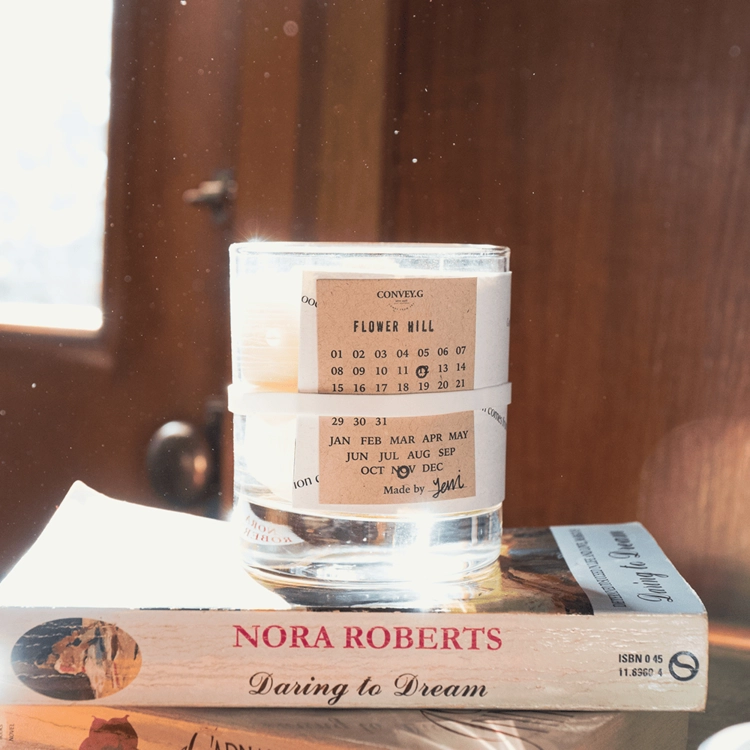 CONVEY.G
FLOWER HILL
01 02 03 04 05 06 07
08 09 10 11 12 13 14
15 16 17 18 19 20 21
29 30 31
JAN FEB MAR APR MAY
JUN JUL AUG SEP
OCT NOV DEC
Made by Jenni
NORA ROBERTS
Daring to Dream
ISBN 0 45
Daring to Dream